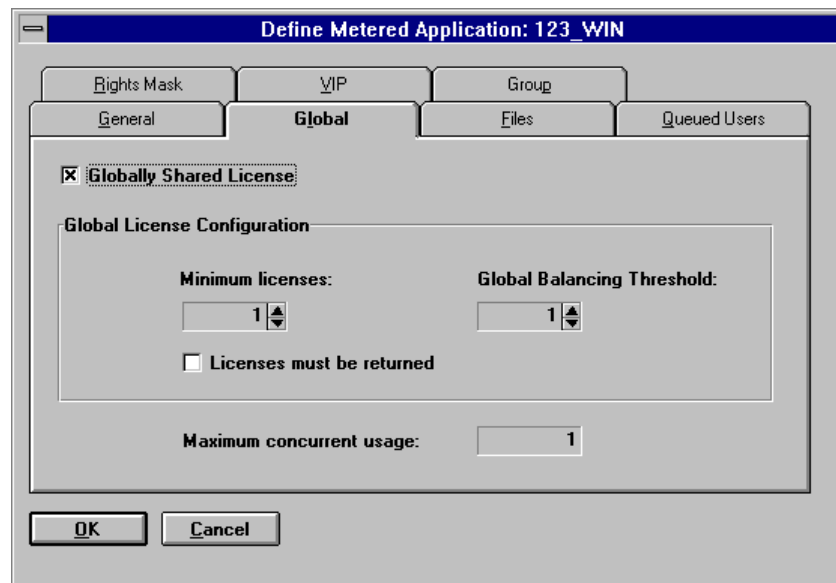 Define Metered Application: 123_WIN
Rights Mask VIP Group
General Global Files Queued Users
Globally Shared License
Global License Configuration
Minimum licenses: Global Balancing Threshold:
1 1
Licenses must be returned
Maximum concurrent usage: 1
OK Cancel